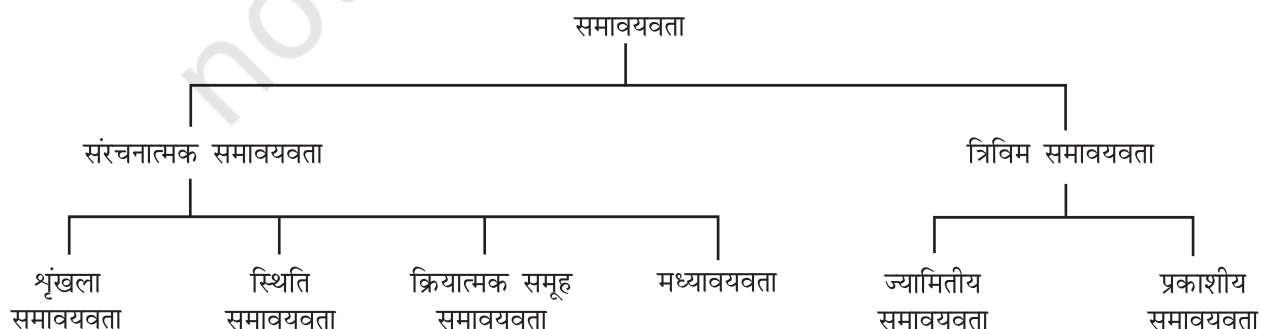 no
समावयवता
संरचनात्मक समावयवता
त्रिविम समावयवता
शृंखला
समावयवता
स्थिति
समावयवता
क्रियात्मक समूह
समावयवता
मध्यावयवता
ज्यामितीय
समावयवता
प्रकाशीय
समावयवता